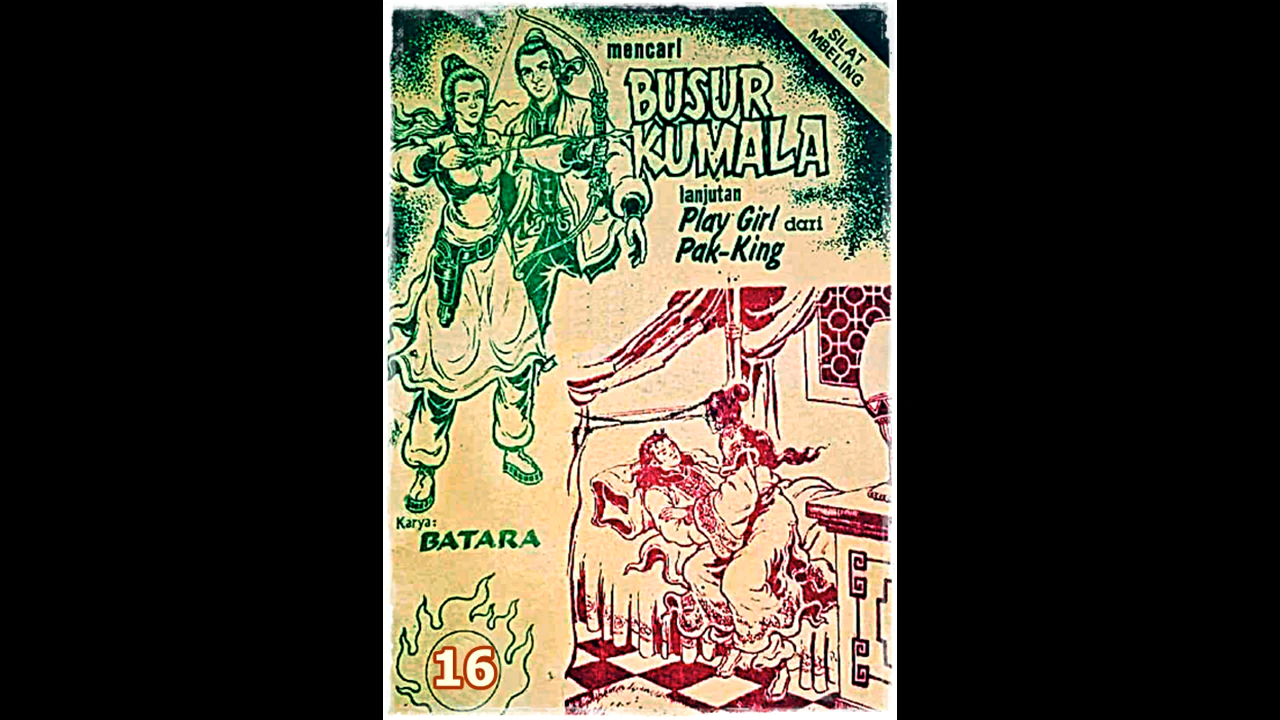 SILAT
MBELING
mencari
BUSUR
KUMALA
lanjutan
Play Girl dari
Pak-King
Karya:
BATARA
16